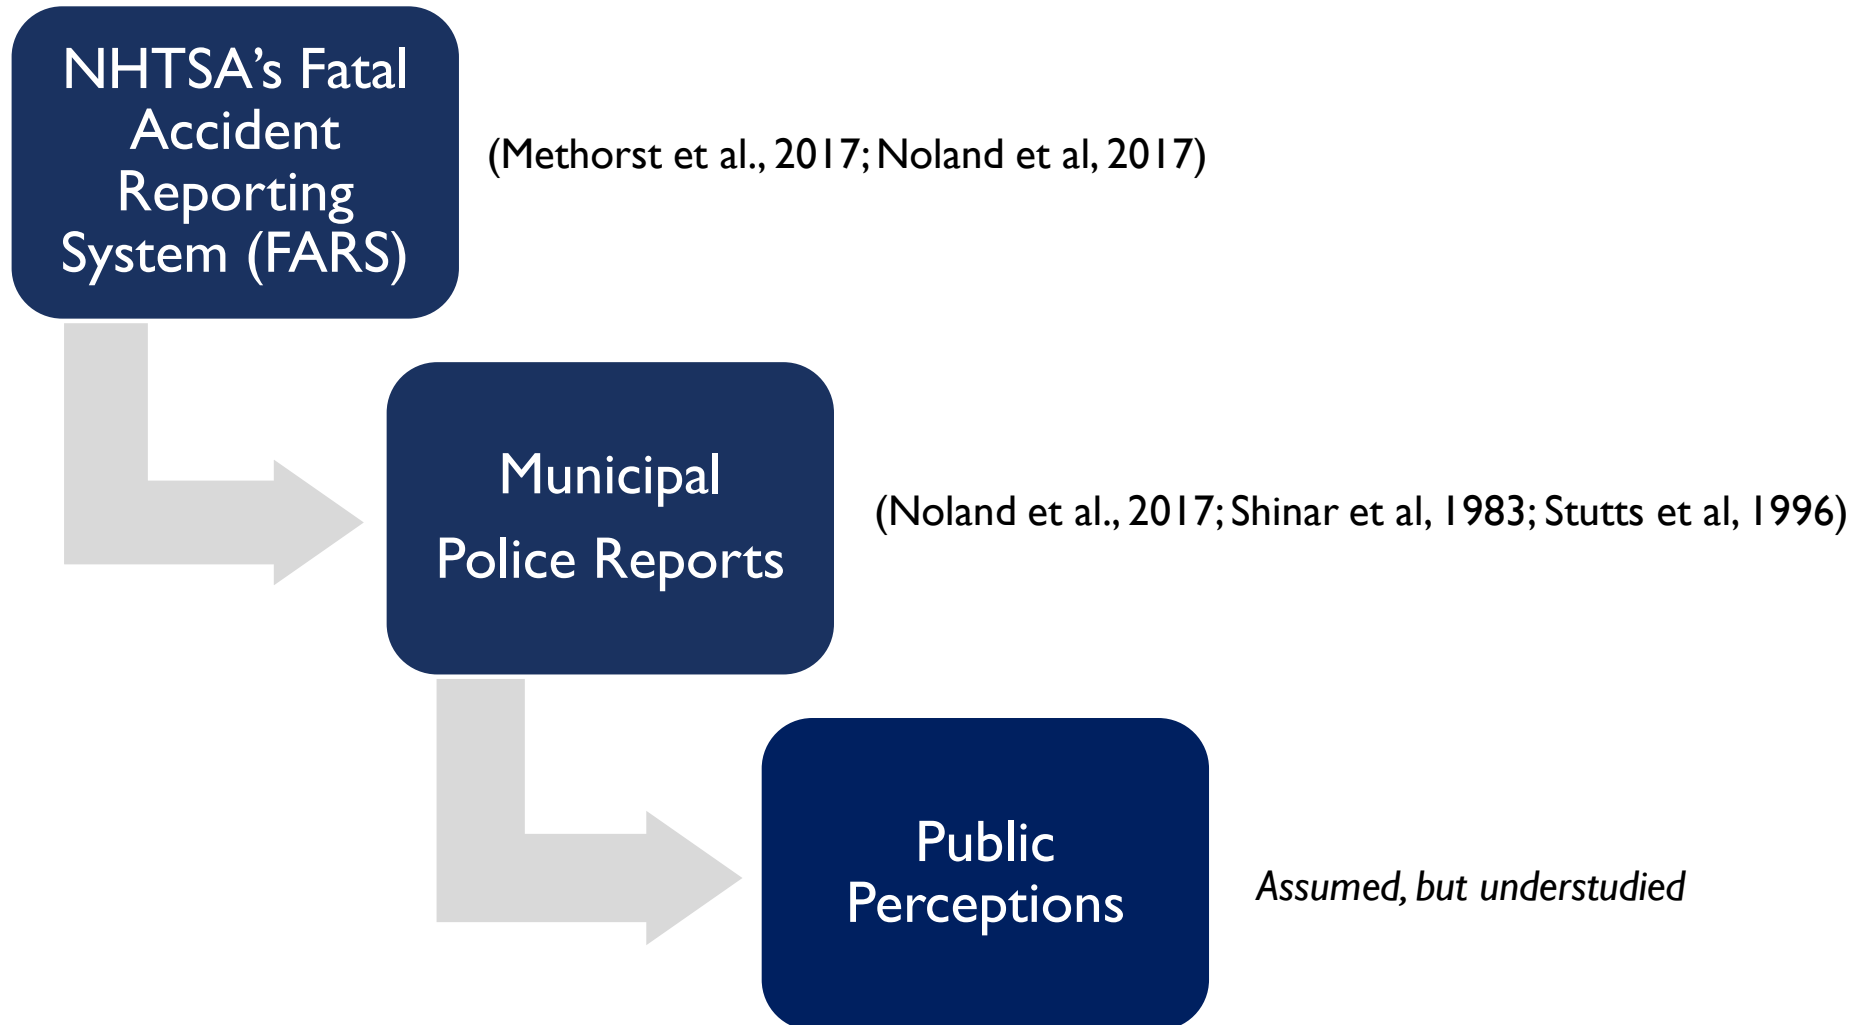 NHTSA’s Fatal
Accident
Reporting
System (FARS)
(Methorst et al., 2017; Noland et al, 2017)
Municipal
Police Reports
(Noland et al., 2017; Shinar et al, 1983; Stutts et al, 1996)
Public
Perceptions
Assumed, but understudied